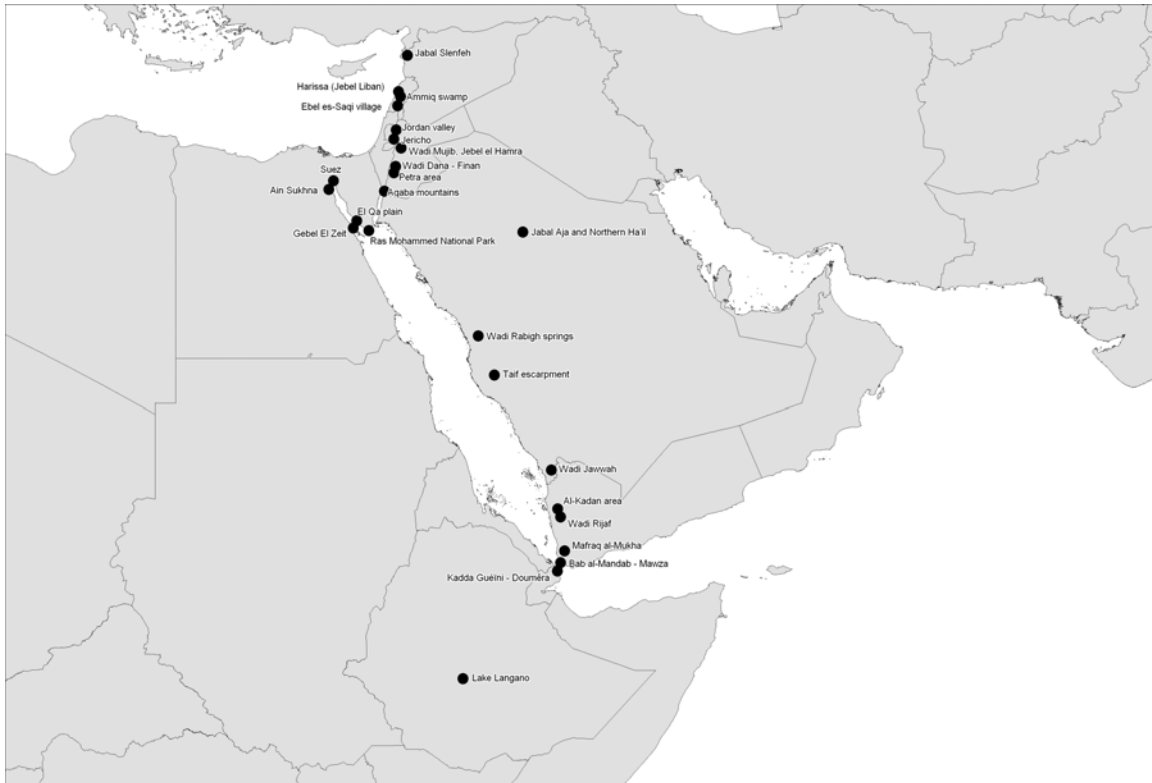 Jabal Slenfeh
Harissa (Jebel Liban)
Ammiq swamp
Ebel es-Saqi village
Jordan valley
Jericho
Wadi Mujib, Jebel el Hamra
Wadi Dana - Finan
Petra area
Suez
Ain Sukhna
Aqaba mountains
El Qa plain
Gebel El Zeit
Ras Mohammed National Park
Jabal Aja and Northern Ha'il
Wadi Rabigh springs
Taif escarpment
Wadi Jawwah
Al-Kadan area
Wadi Rijaf
Mafraq al-Mukha
Bab al-Mandab - Mawza
Kadda Guéïni - Doumêra
Lake Langano